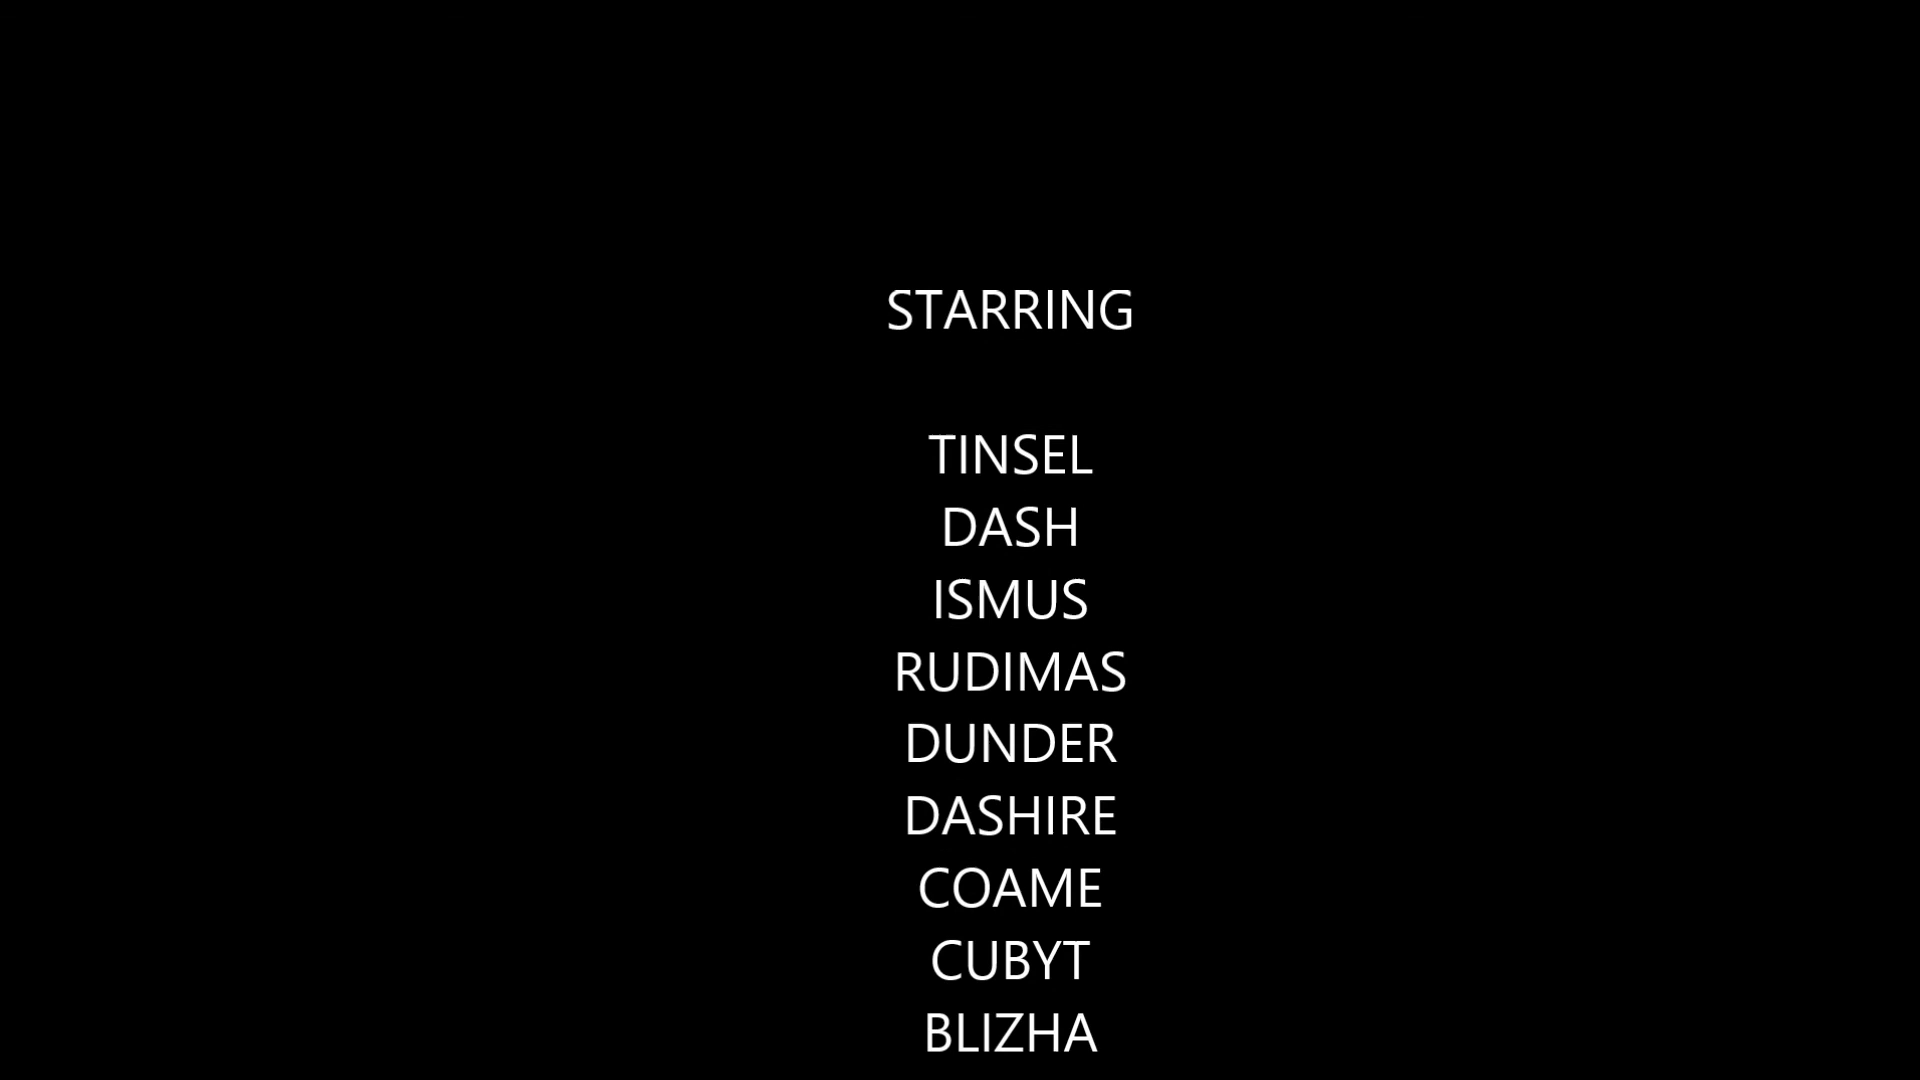 STARRING
TINSEL
DASH
ISMUS
RUDIMAS
DUNDER
DASHIRE
COAME
CUBYT
BLIZHA